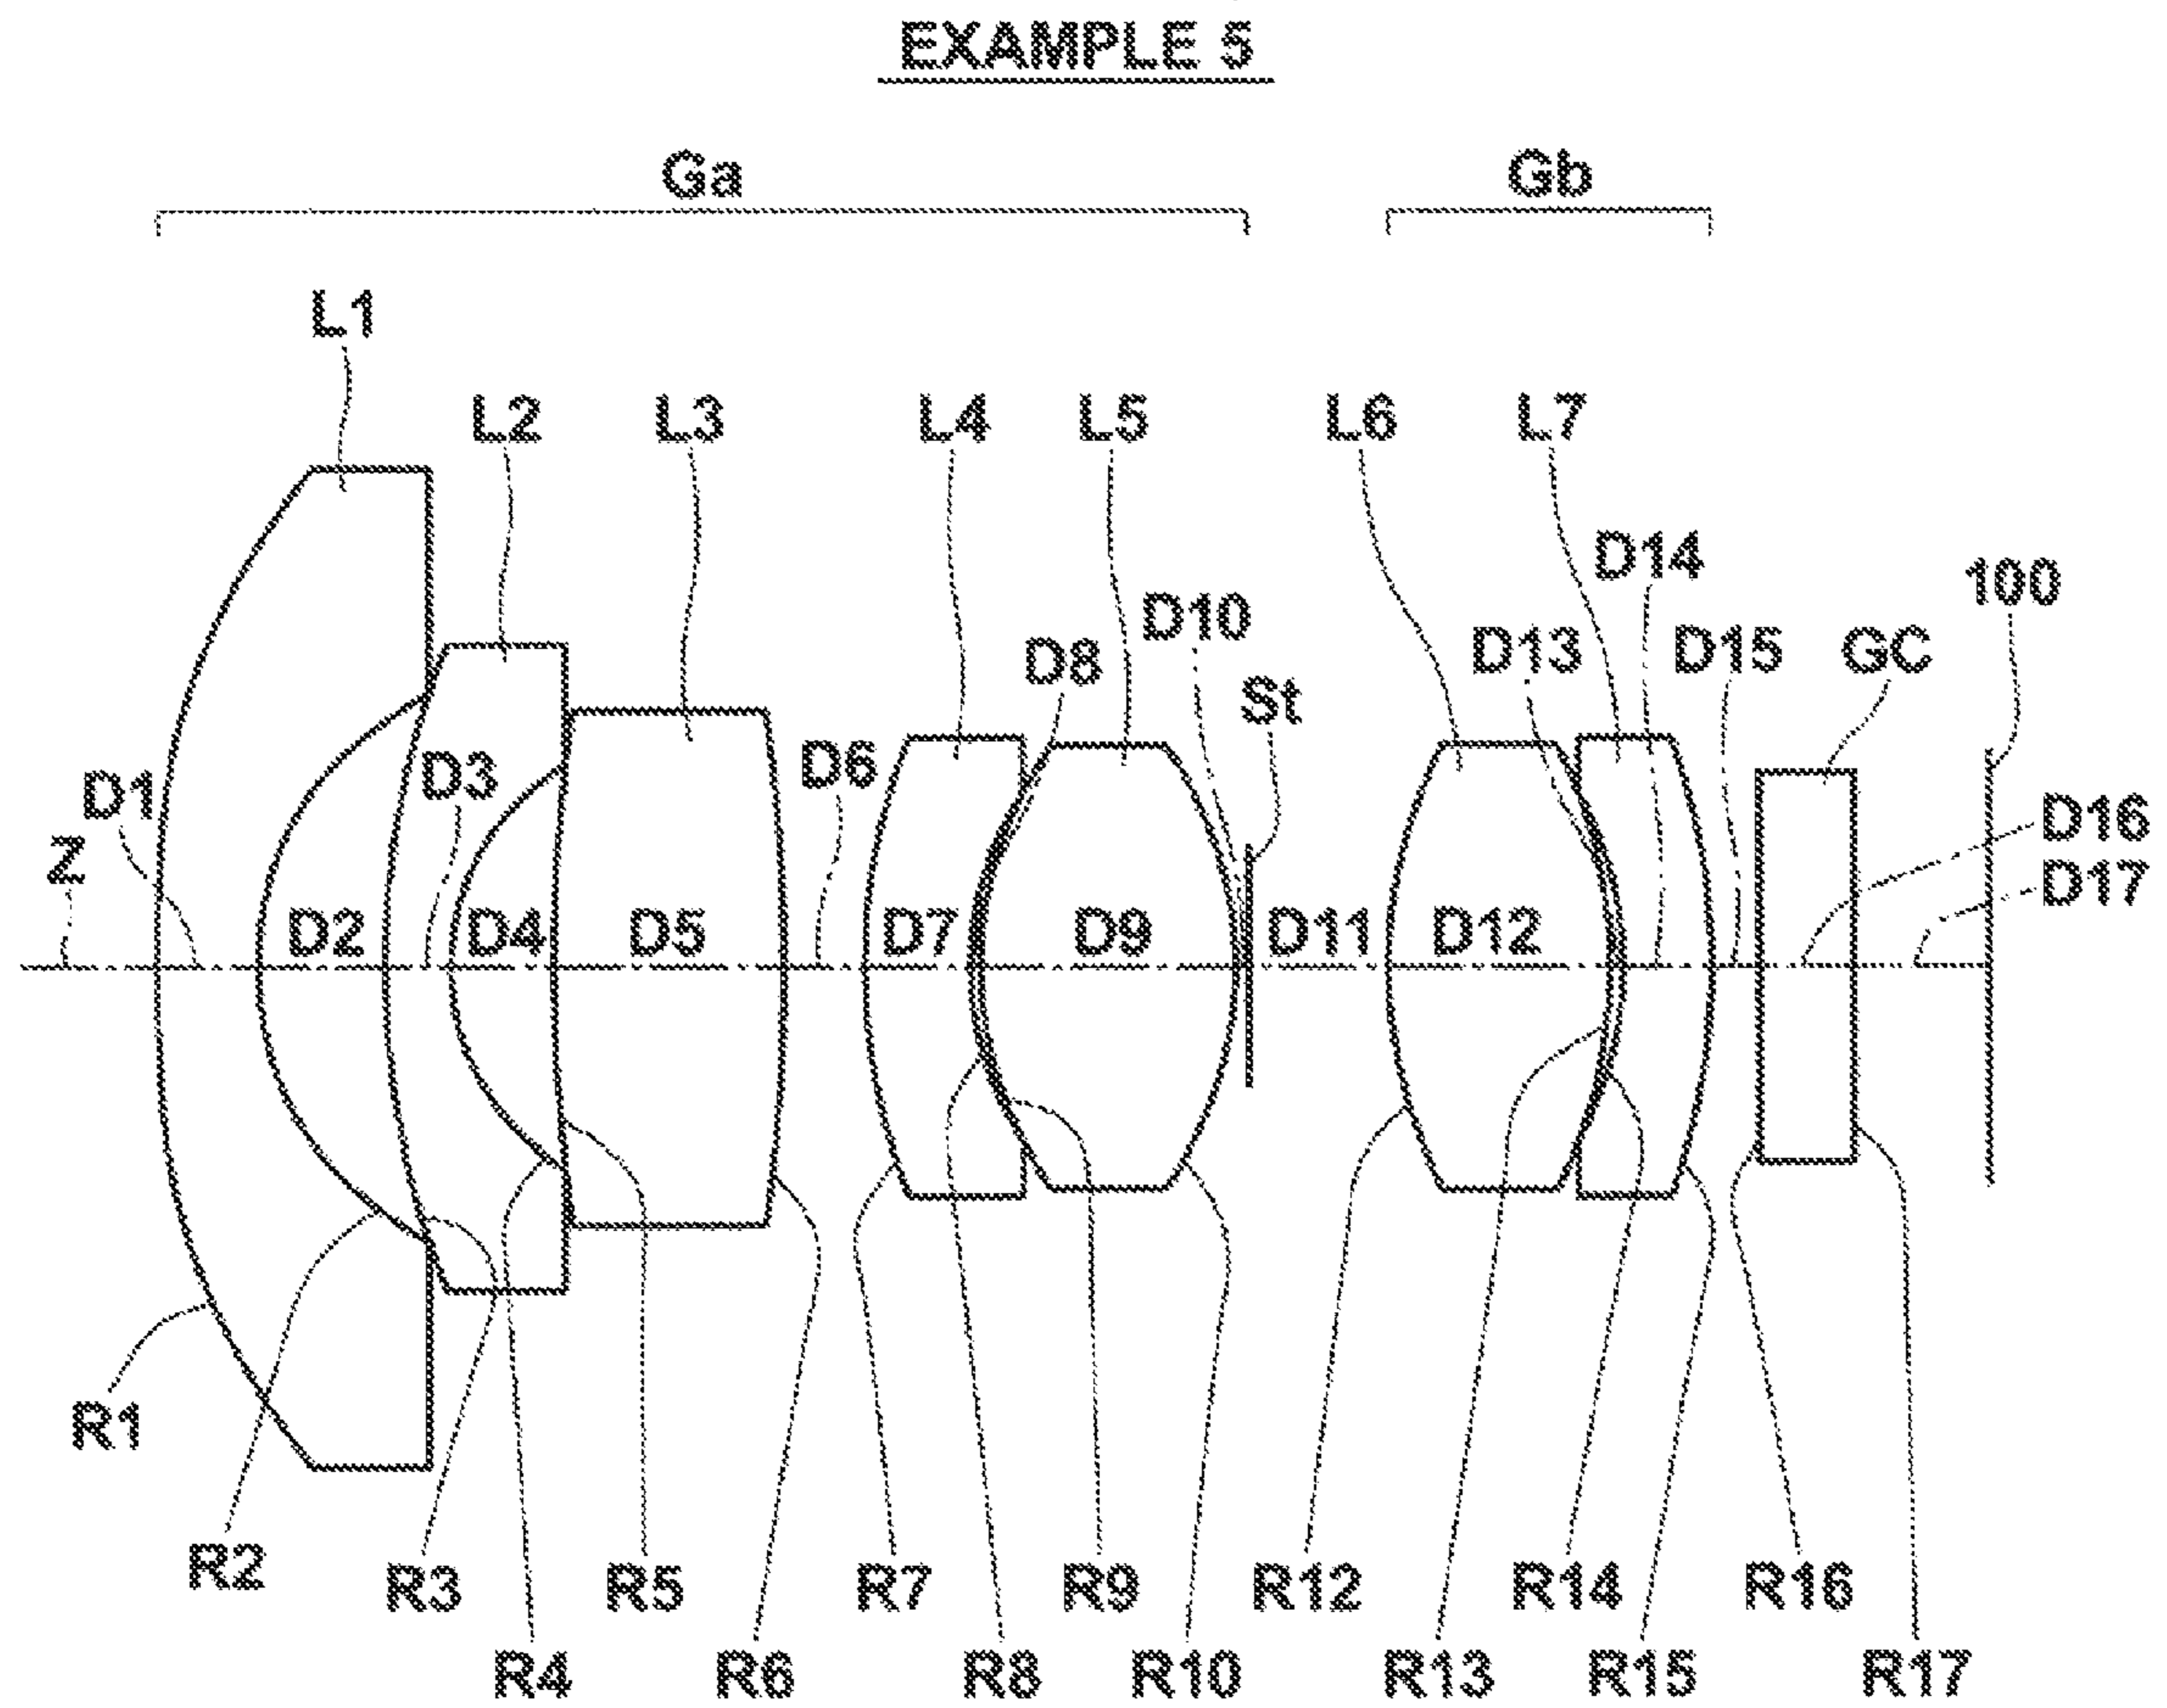 EXAMPLE 5
Ga Gb
L1
L2 L3 L4 L5 L6 L7
D14
100
D10
D8 D13 D15 GC
St
D3 D6
D1
D16
Z
D17
D2 D4 D5 D7 D9 D11 D12
R1
R2 R3 R5 R7 R9 R12 R14 R16
R4 R6 R8 R10 R13 R15 R17